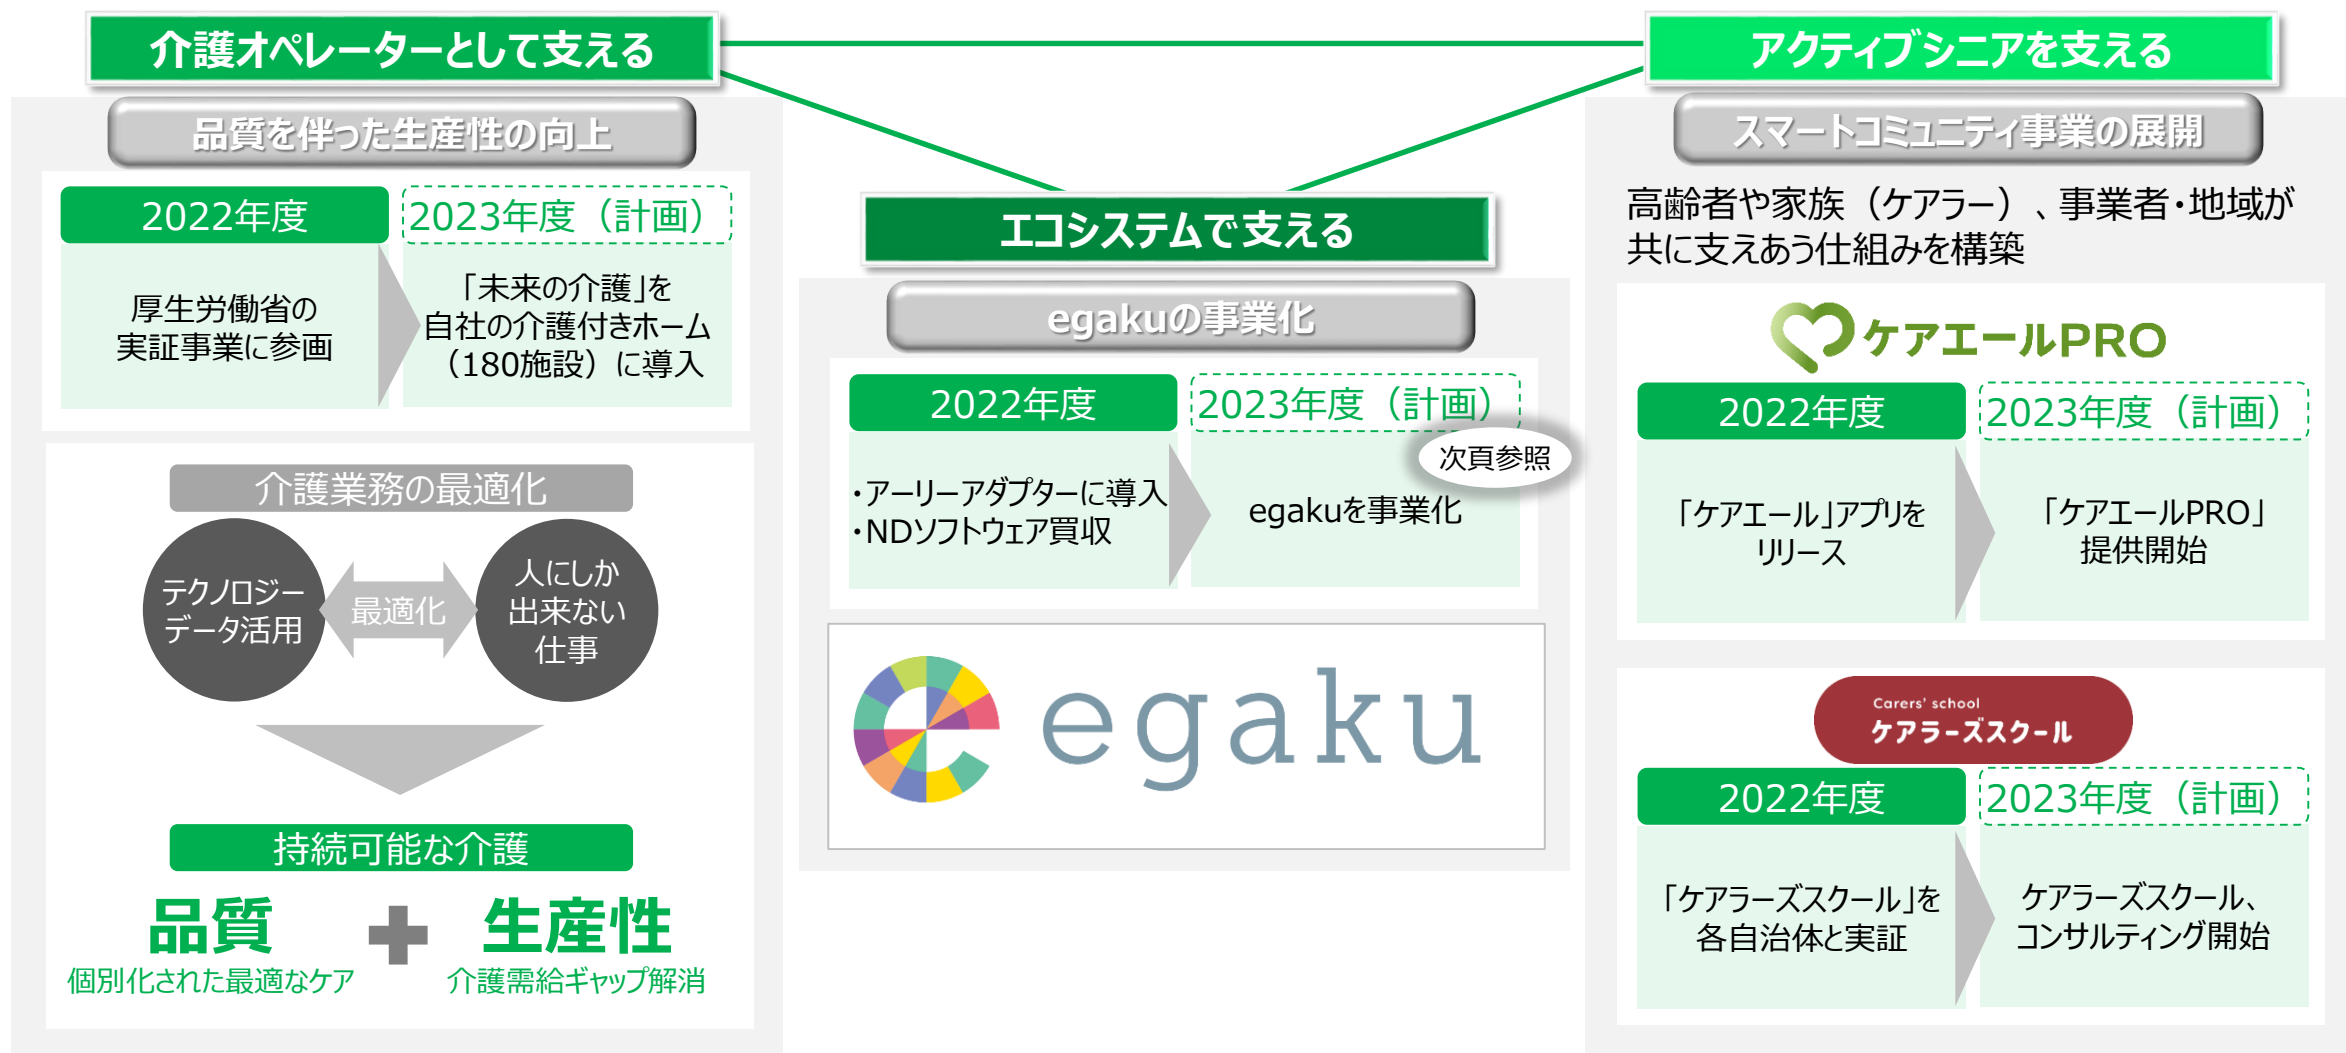 介護オペレーターとして支える
品質を伴った生産性の向上
2022年度
2023年度（計画）
厚生労働省の
実証事業に参画
「未来の介護」を
自社の介護付きホーム
（180施設）に導入
介護業務の最適化
テクノロジー
データ活用
最適化
人にしか
出来ない
仕事
持続可能な介護
品質
個別化された最適なケア
生産性
介護需給ギャップ解消
エコシステムで支える
egakuの事業化
2022年度
2023年度（計画）
次頁参照
・アーリーアダプターに導入
・NDソフトウェア買収
egakuを事業化
egaku
アクティブシニアを支える
スマートコミュニティ事業の展開
高齢者や家族（ケアラー）、事業者・地域が
共に支えあう仕組みを構築
ケアエールPRO
2022年度
2023年度（計画）
「ケアエール」アプリを
リリース
「ケアエールPRO」
提供開始
Carers' school
ケアラーズスクール
2022年度
2023年度（計画）
「ケアラーズスクール」を
各自治体と実証
ケアラーズスクール、
コンサルティング開始